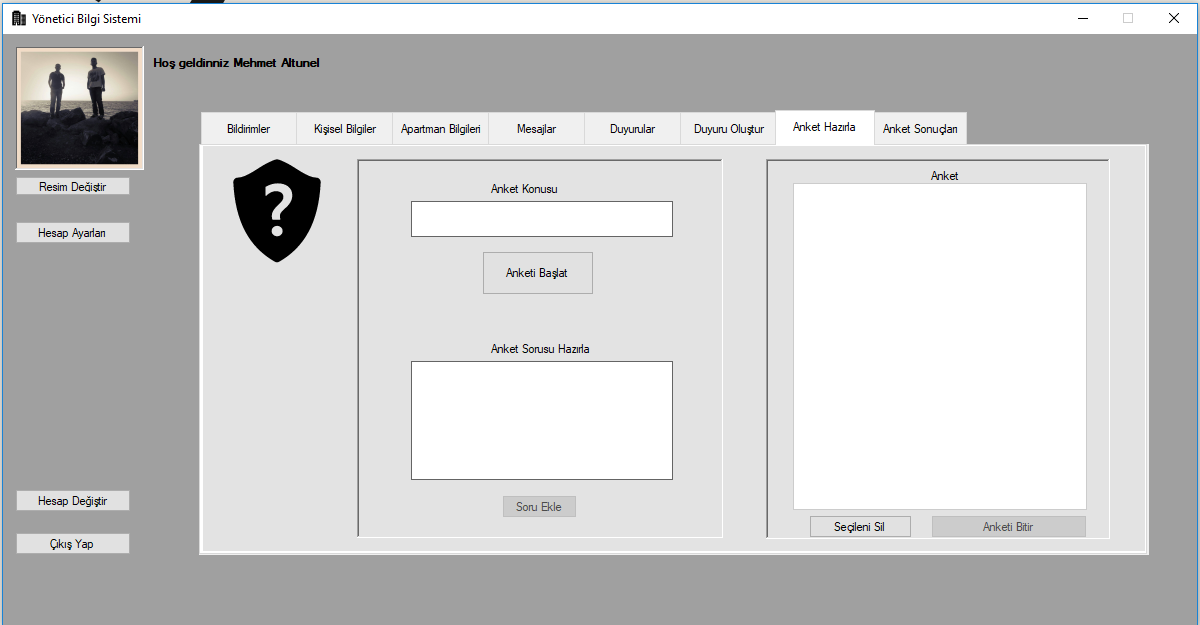 Yönetici Bilgi Sistemi
Hoş geldinniz Mehmet Altunel
Resim Değiştir
Hesap Ayarları
Hesap Değiştir
Çıkış Yap
Bildirimler
Kişisel Bilgiler
Apartman Bilgileri
Mesajlar
Duyurular
Duyuru Oluştur
Anket Hazırla
Anket Sonuçları
?
Anket Konusu
Anketi Başlat
Anket Sorusu Hazırla
Soru Ekle
Anket
Seçileni Sil
Anketi Bitir